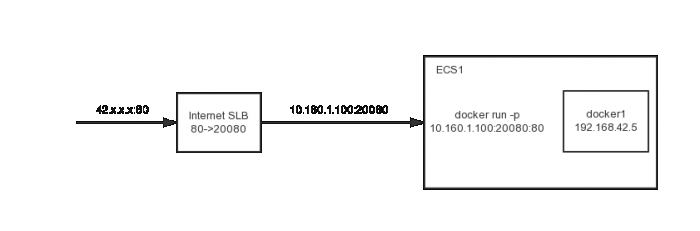 ECS1
42.x.x.x:80
10.160.1.100:20080
Internet SLB
80->20080
docker run -p
10.160.1.100:20080:80
docker1
192.168.42.5